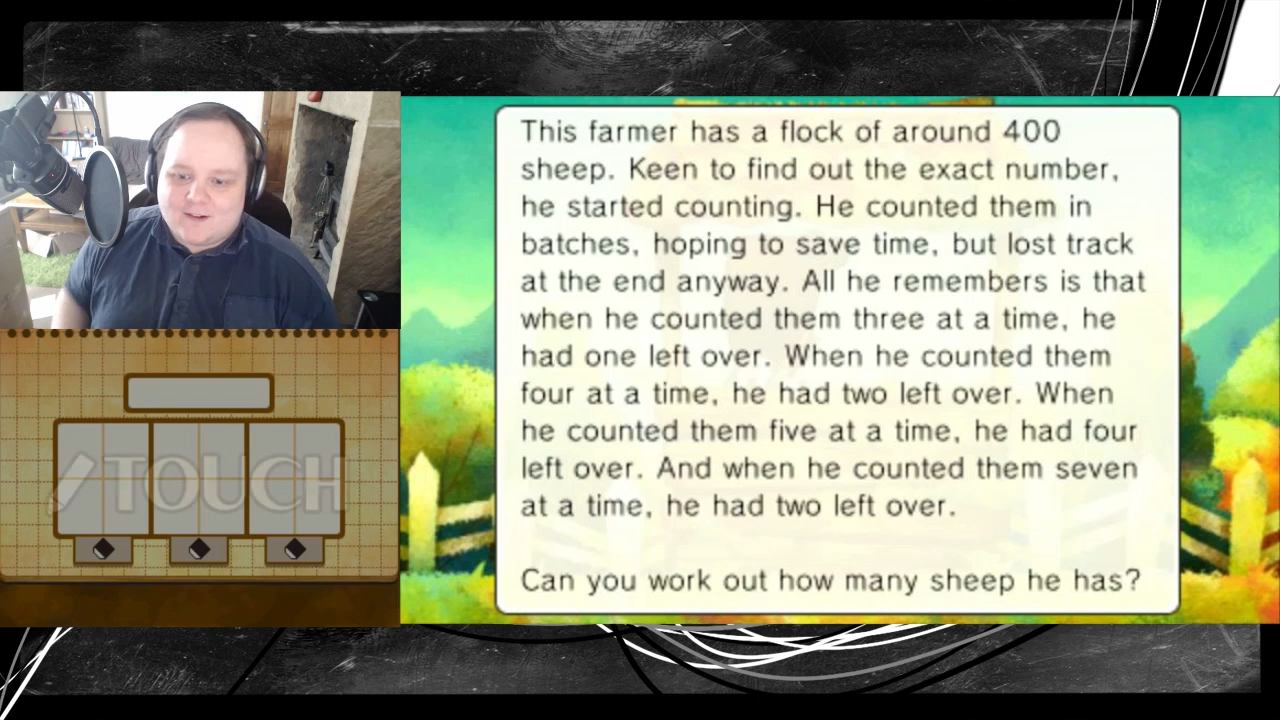 This farmer has a flock of around 400
sheep. Keen to find out the exact number,
he started counting. He counted them in
batches, hoping to save time, but lost track
at the end anyway. All he remembers is that
when he counted them three at a time, he
had one left over. When he counted them
four at a time, he had two left over. When
he counted them five at a time, he had four
left over. And when he counted them seven
at a time, he had two left over.
Can you work out how many sheep he has?
TOUCH